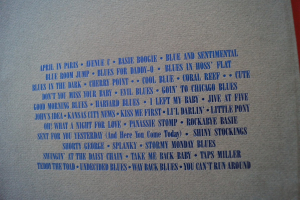 APRIL IN PARIS • AVENUE C • BASIE BOOGIE • BLUE AND SENTIMENTAL
BLUE ROOM JUMP • BLUES FOR DADDY-O • BLUES IN HOSS' FLAT
BLUES IN THE DARK • CHERRY POINT • COOL BLUE • CORAL REEF • CUTE
DON'T YOU MISS YOUR BABY • EVIL BLUES • GOIN' TO CHICAGO BLUES
GOOD MORNING BLUES • HARVARD BLUES • I LEFT MY BABY • JIVE AT FIVE
JOHN'S IDEA • KANSAS CITY NEWS • KISS ME FIRST • LI'L DARLIN' • LITTLE PONY
OH! WHAT A NIGHT FOR LOVE • PANASSIE STOMP • ROCKABYE BASIE
SENT FOR YOU YESTERDAY (And Here You Come Today) • SHINY STOCKINGS
SHORTY GEORGE • SPLANKY • STORMY MONDAY BLUES
SWINGIN' AT THE DAISY CHAIN • TAKE ME BACK BABY • TAPS MILLER
TEDDY THE TOAD • UNDECIDED BLUES • WAY BACK BLUES • YOU CAN'T RUN AROUND